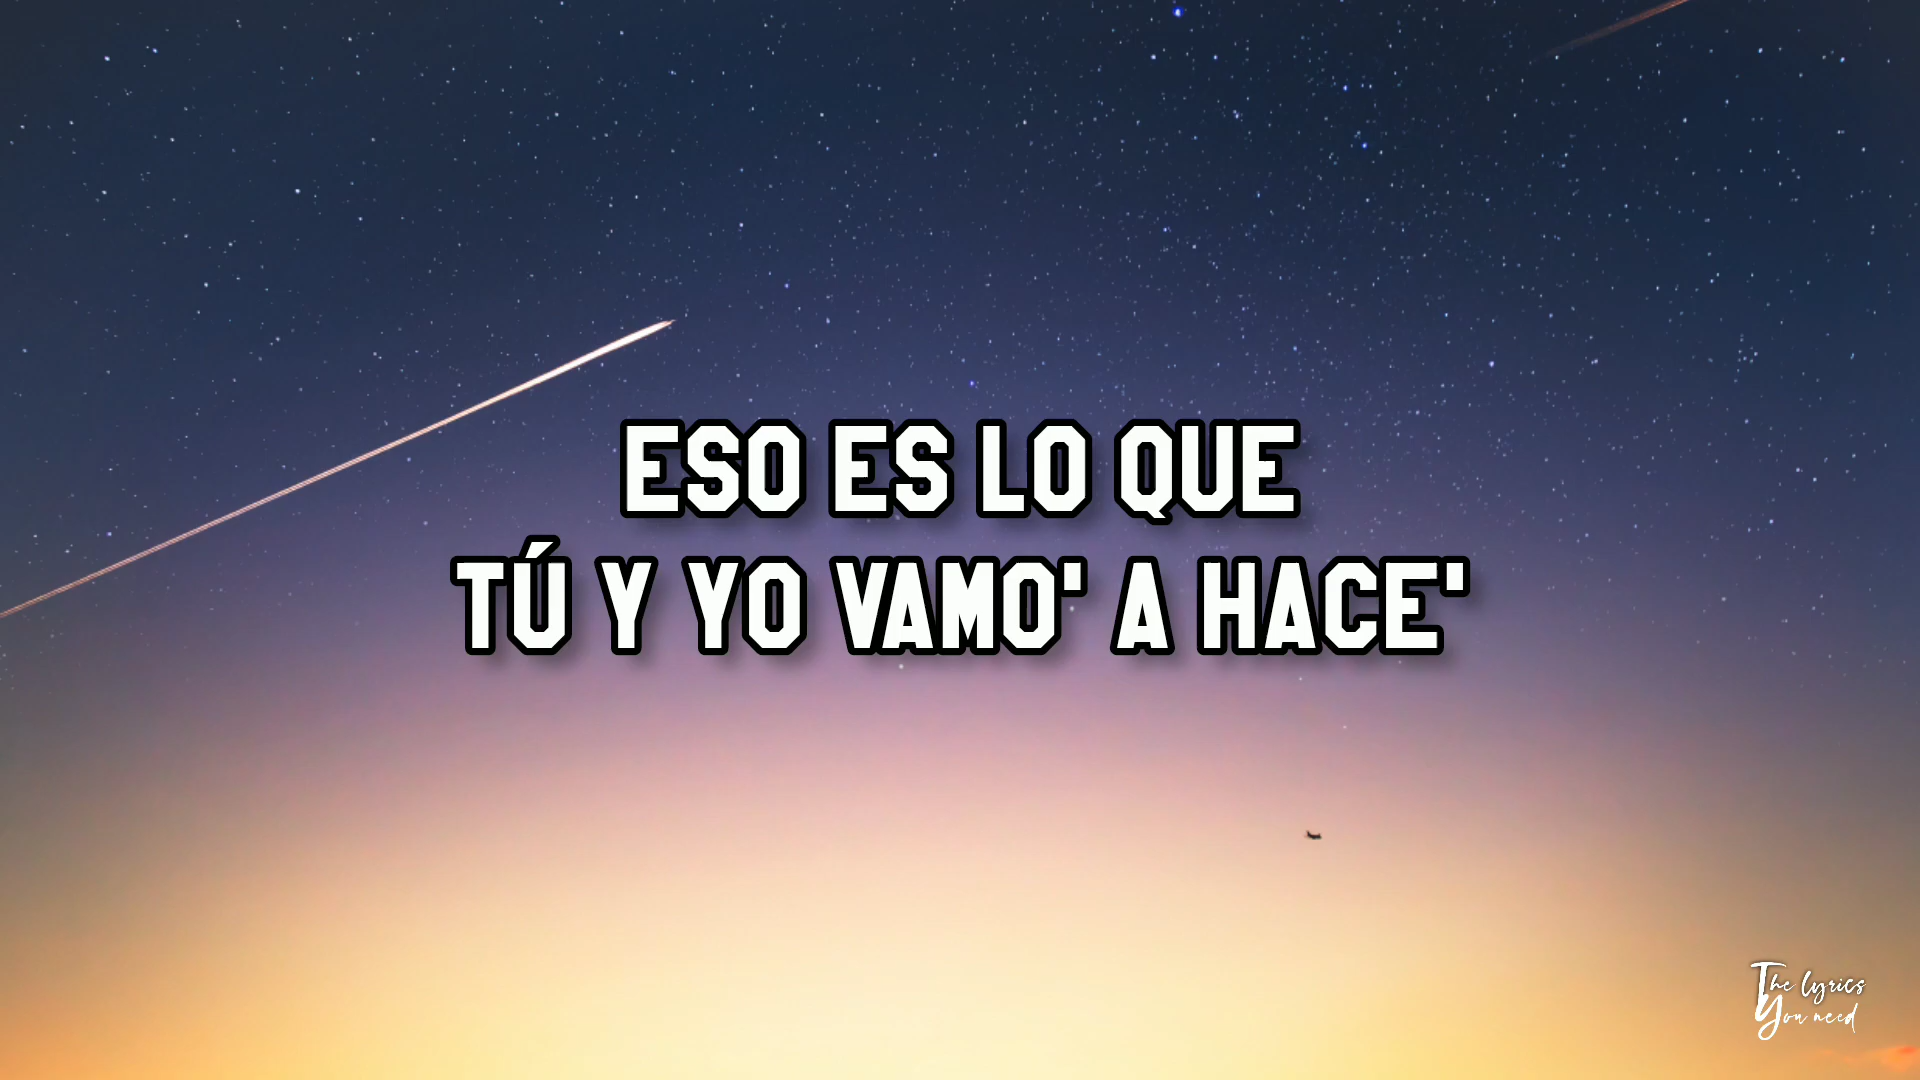 ESO ES LO QUE
TÚ Y YO VAMO' A HACE'
The lyrics
You need